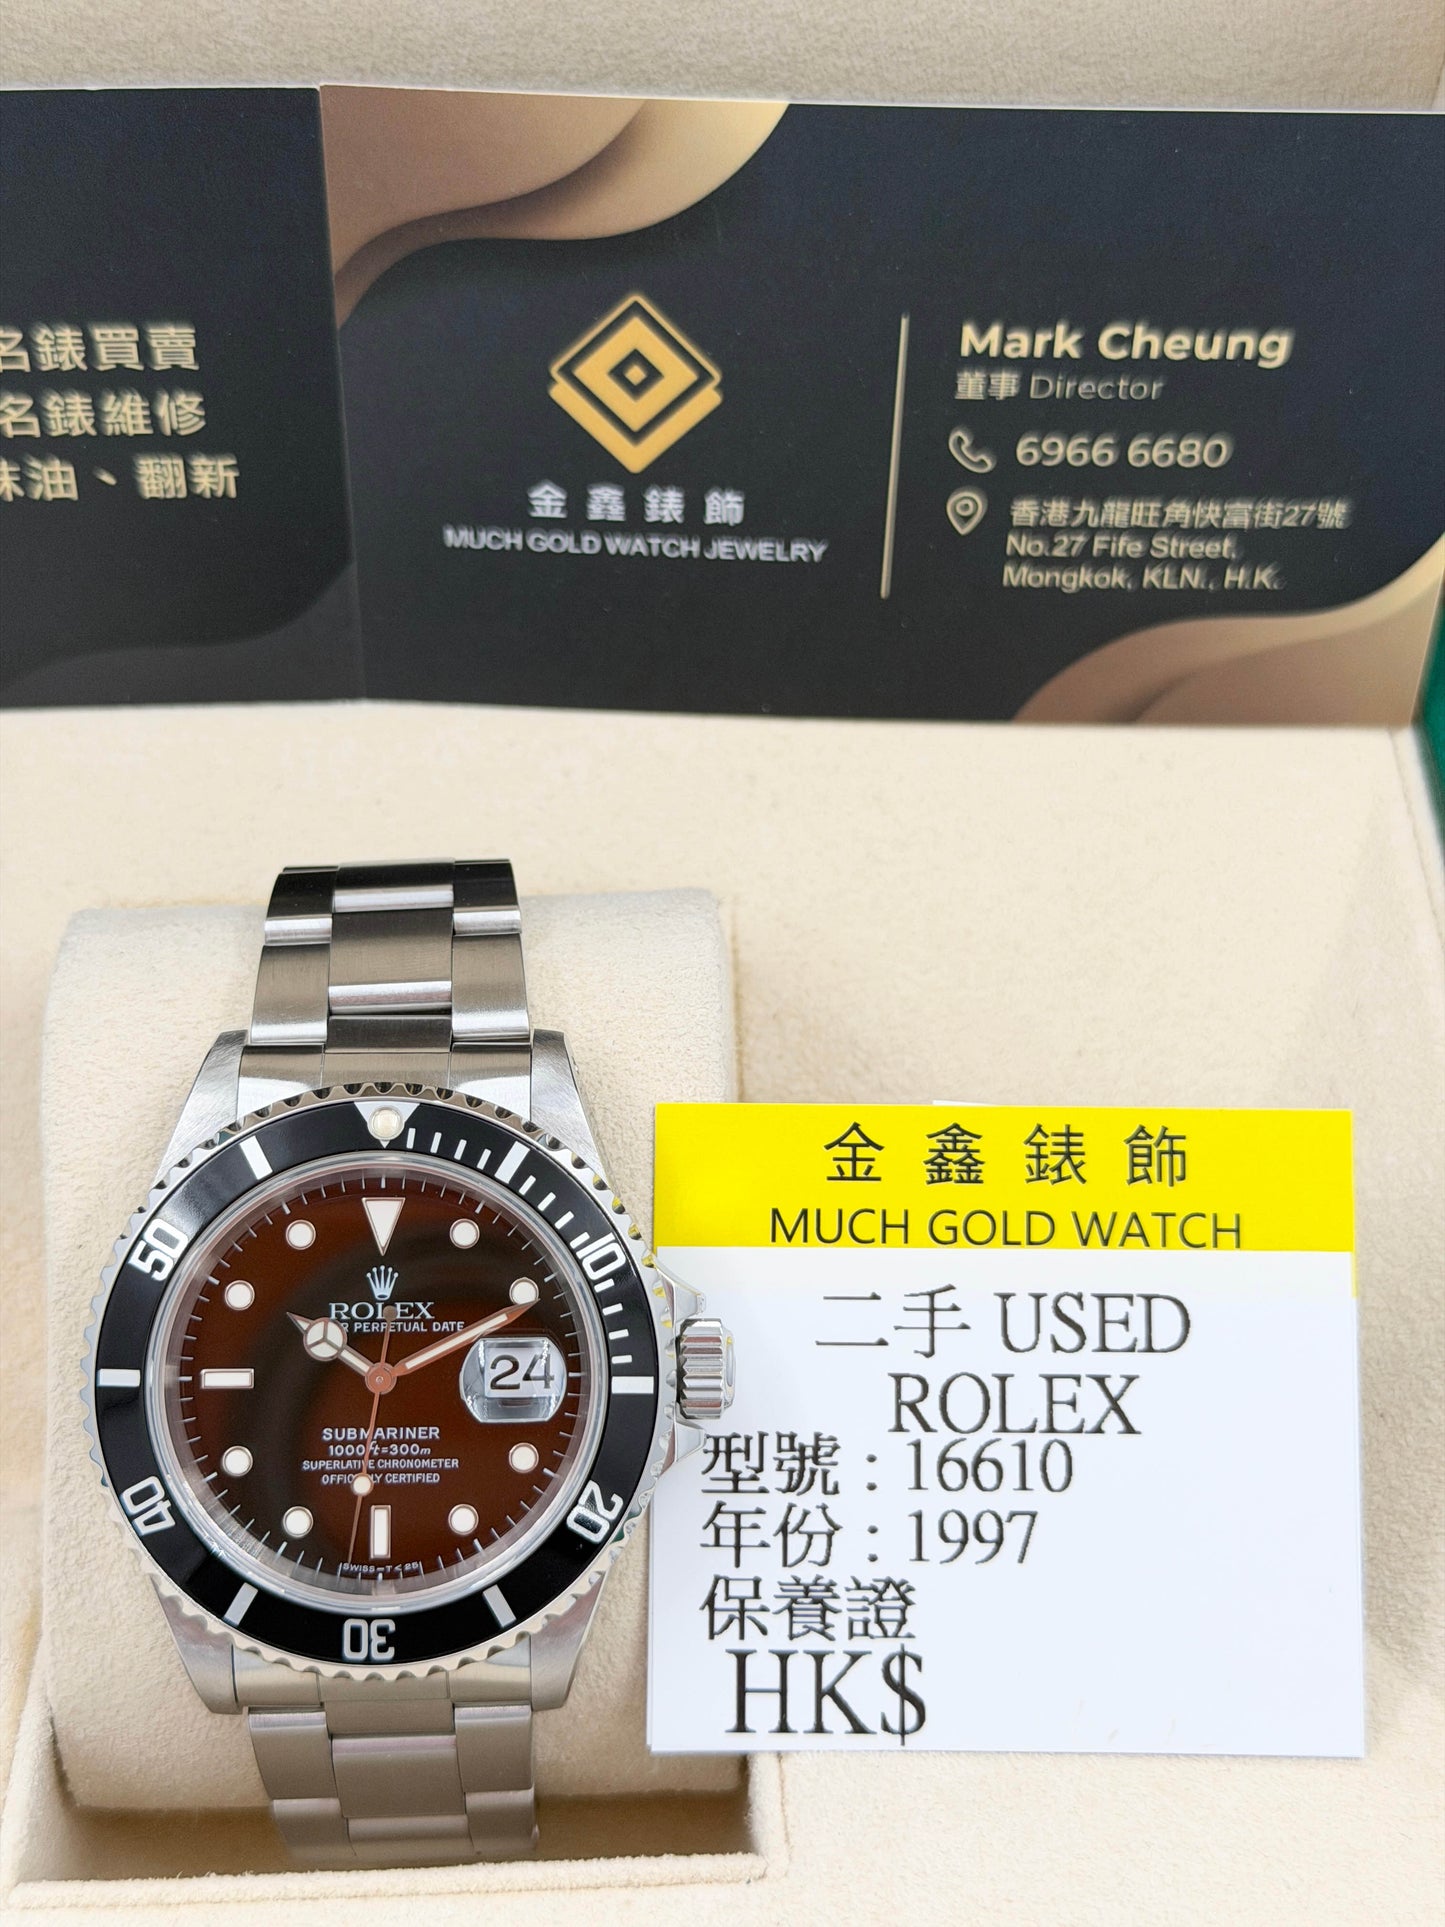 名錶買賣
名錶維修
抹油、翻新
金鑫錶飾
MUCH GOLD WATCH JEWELRY
Mark Cheung
董事 Director
6966 6680
香港九龍旺角快富街27號
No.27 Fife Street,
Mongkok, KLN., H.K.
ROLEX
PERPETUAL DATE
24
SUBMARINER
1000ft=300m
SUPERLATIVE CHRONOMETER
OFFICIALLY CERTIFIED
SWISS-T<25
10
20
30
40
50
金鑫錶飾
MUCH GOLD WATCH
二手 USED
ROLEX
型號：16610
年份：1997
保養證
HK$